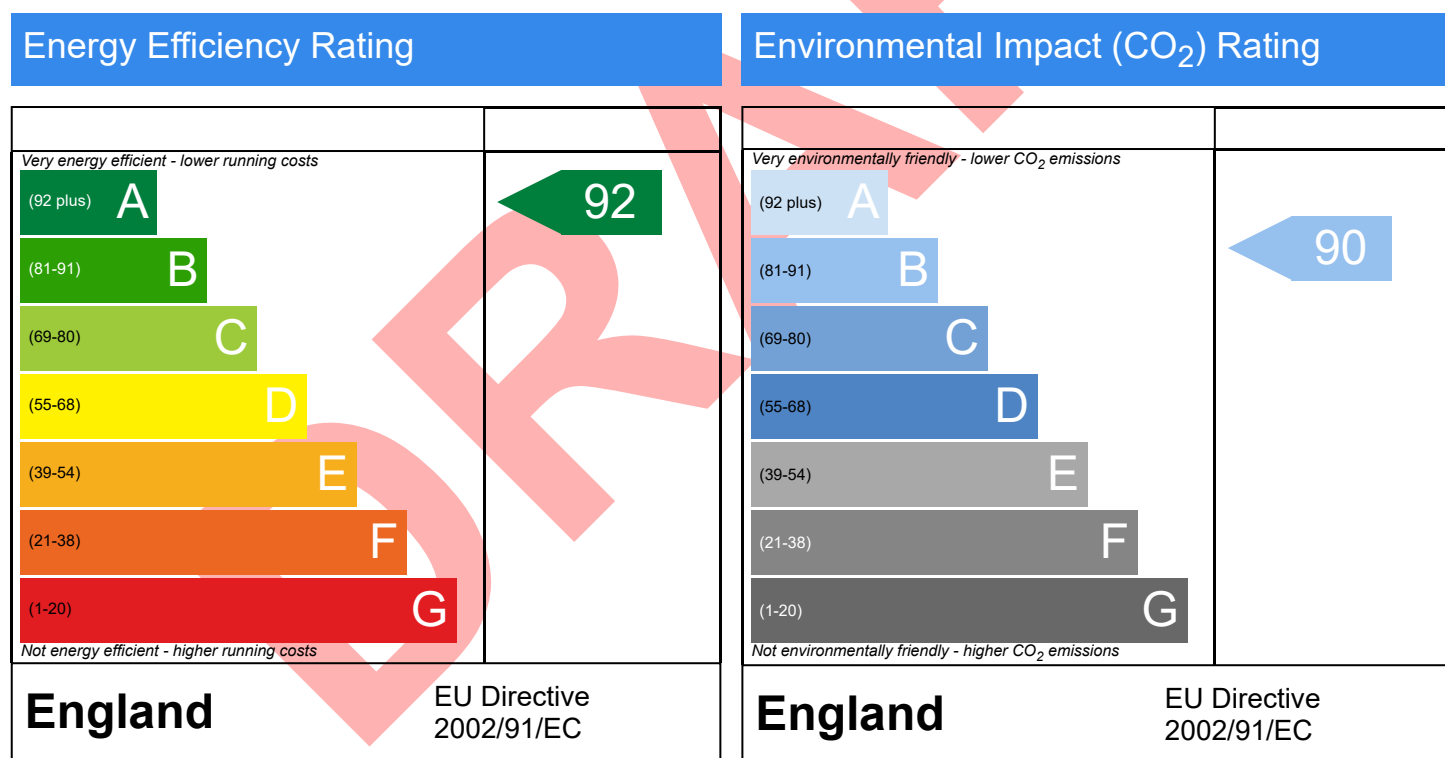 Energy Efficiency Rating
Very energy efficient - lower running costs
(92 plus) A
(81-91) B
(69-80) C
(55-68) D
(39-54) E
(21-38) F
(1-20) G
Not energy efficient - higher running costs
92
England
EU Directive
2002/91/EC
Environmental Impact (CO₂) Rating
Very environmentally friendly - lower CO₂ emissions
(92 plus) A
(81-91) B
(69-80) C
(55-68) D
(39-54) E
(21-38) F
(1-20) G
Not environmentally friendly - higher CO₂ emissions
90
England
EU Directive
2002/91/EC